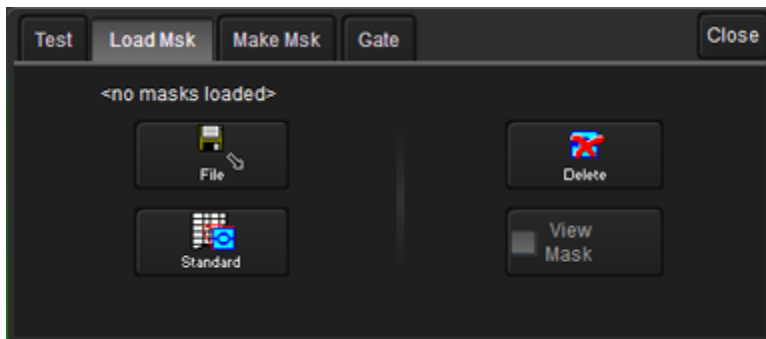 Test Load Msk Make Msk Gate Close
<no masks loaded>
File
Delete
Standard
View
Mask